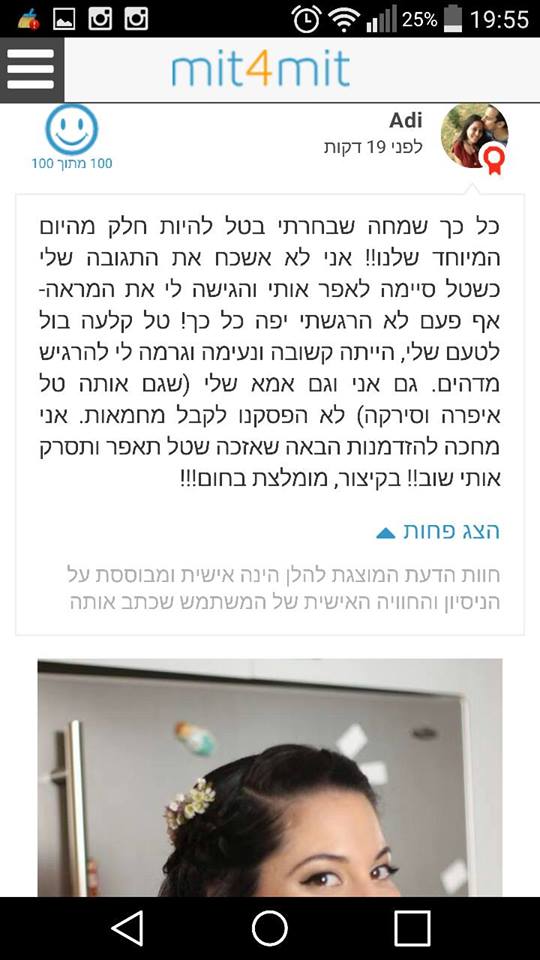 25% 19:55
mit4mit
Adi
לפני 19 דקות
100 מתוך 100
כל כך שמחה שבחרתי בטל להיות חלק מהיום
המיוחד שלנו!! אני לא אשכח את התגובה שלי
כשטל סיימה לאפר אותי והגישה לי את המראה-
אף פעם לא הרגשתי יפה כל כך! טל קלעה בול
לטעם שלי, הייתה קשובה ונעימה וגרמה לי להרגיש
מדהים. גם אני וגם אמא שלי (שגם אותה טל
איפרה וסירקה) לא הפסקנו לקבל מחמאות. אני
מחכה להזדמנות הבאה שאזכה שטל תאפר ותסרק
אותי שוב!! בקיצור, מומלצת בחום!!!
הצג פחות
חוות הדעת המוצגת להלן הינה אישית ומבוססת על
הניסיון והחוויה האישית של המשתמש שכתב אותה